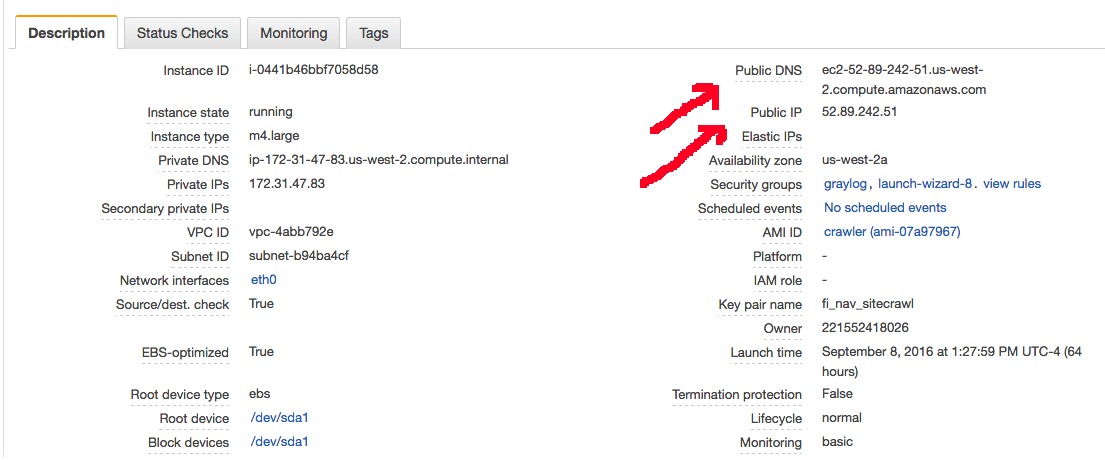 Description Status Checks Monitoring Tags
Instance ID i-0441b46bbf7058d58
Instance state running
Instance type m4.large
Private DNS ip-172-31-47-83.us-west-2.compute.internal
Private IPs 172.31.47.83
Secondary private IPs
VPC ID vpc-4abb792e
Subnet ID subnet-b94ba4cf
Network interfaces eth0
Source/dest. check True
EBS-optimized True
Root device type ebs
Root device /dev/sda1
Block devices /dev/sda1
Public DNS ec2-52-89-242-51.us-west-
2.compute.amazonaws.com
Public IP 52.89.242.51
Elastic IPs
Availability zone us-west-2a
Security groups graylog , launch-wizard-8 . view rules
Scheduled events No scheduled events
AMI ID crawler (ami-07a97967)
Platform -
IAM role -
Key pair name fi_nav_sitecrawl
Owner 221552418026
Launch time September 8, 2016 at 1:27:59 PM UTC-4 (64
hours)
Termination protection False
Lifecycle normal
Monitoring basic